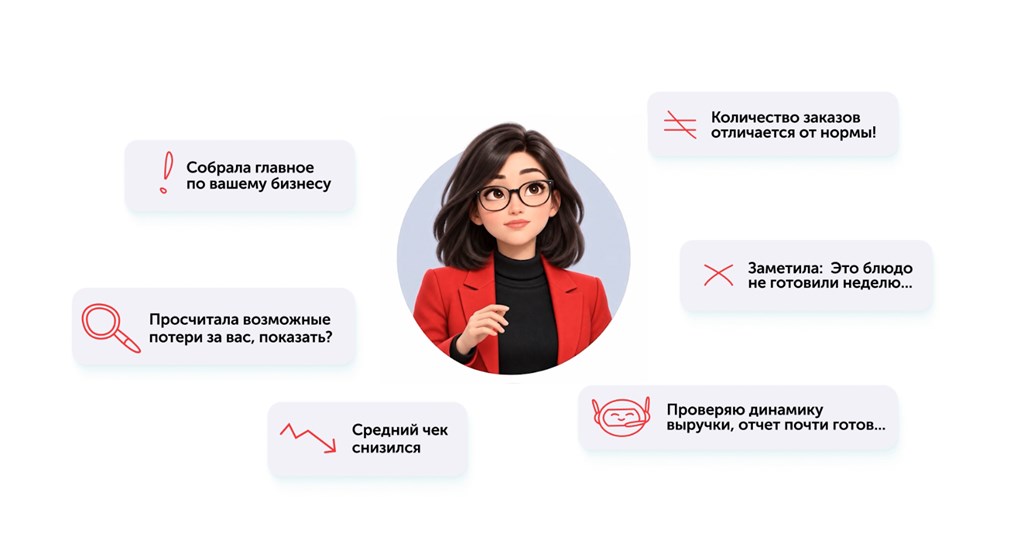 Количество заказов
отличается от нормы!
Собрала главное
по вашему бизнесу
Заметила:  Это блюдо
не готовили неделю...
Просчитала возможные
потери за вас, показать?
Проверяю динамику
выручки, отчет почти готов...
Средний чек
снизился